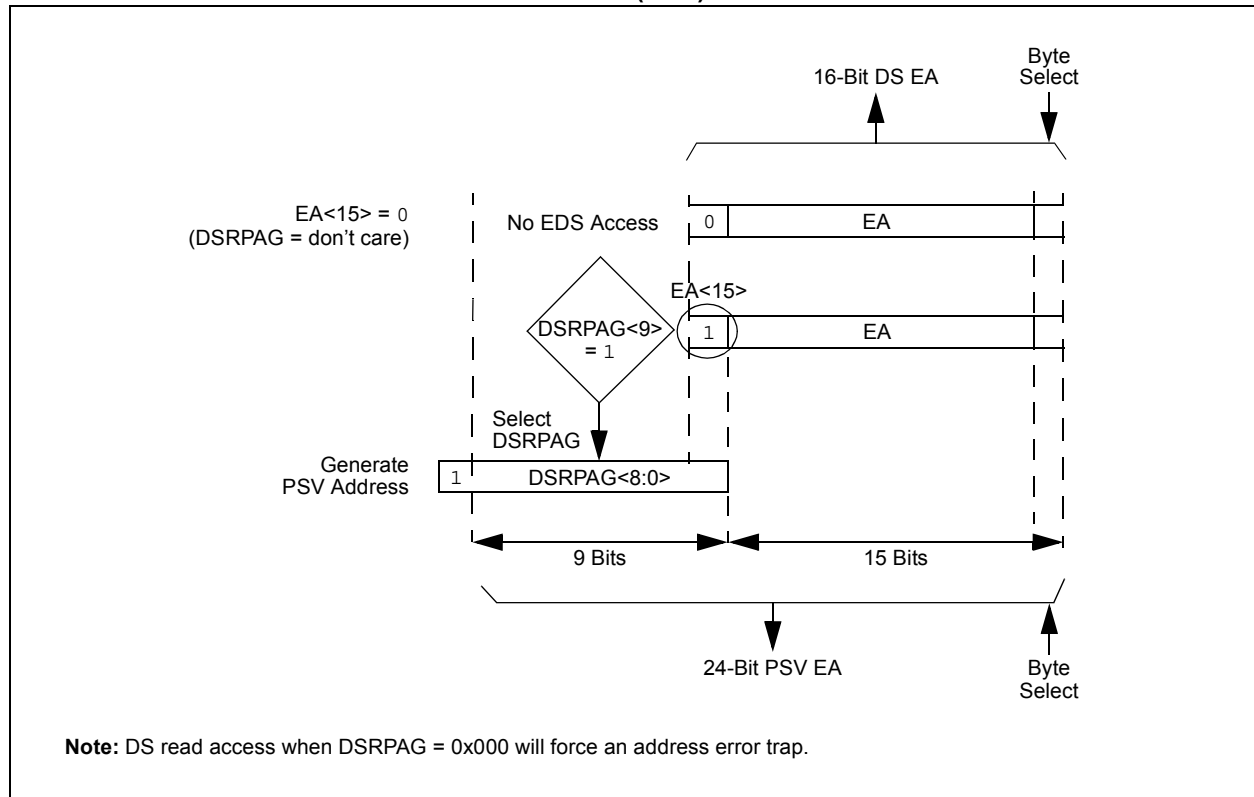 16-Bit DS EA
Byte
Select
EA<15> = 0
(DSRPAG = don't care)
No EDS Access
0
EA
EA<15>
DSRPAG<9>
= 1
1
EA
Select
DSRPAG
Generate
PSV Address
1
DSRPAG<8:0>
9 Bits
15 Bits
24-Bit PSV EA
Byte
Select
Note: DS read access when DSRPAG = 0x000 will force an address error trap.